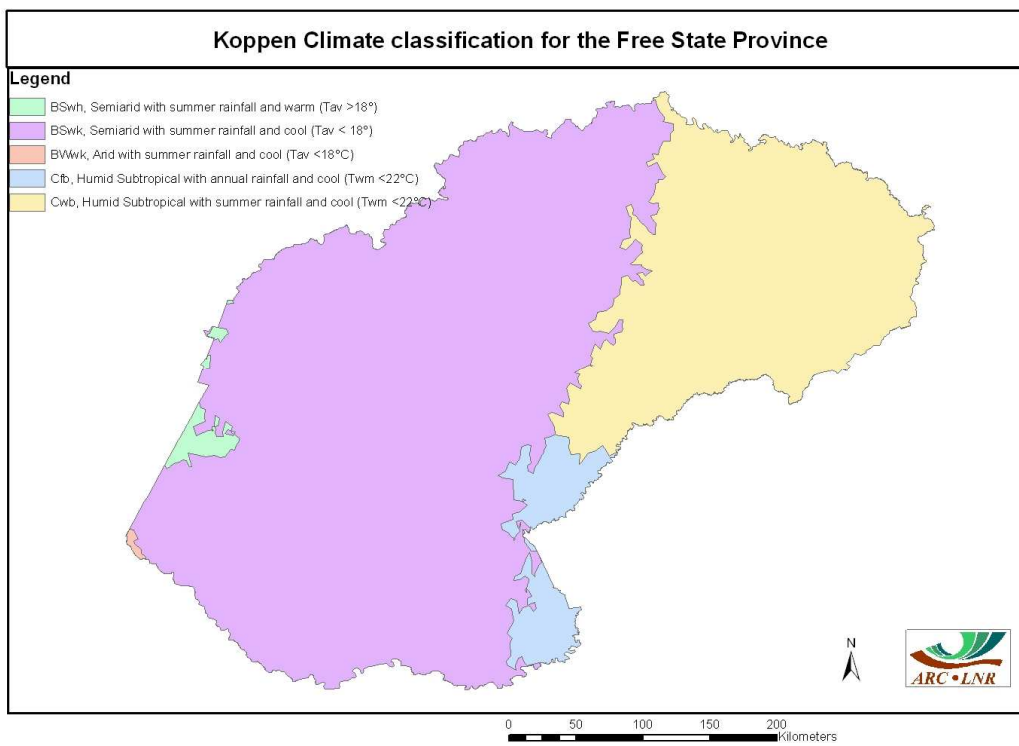 Koppen Climate classification for the Free State Province
Legend
BSwh, Semiarid with summer rainfall and warm (Tav >18°)
BSwk, Semiarid with summer rainfall and cool (Tav < 18°)
BWwk, Arid with summer rainfall and cool (Tav <18°C)
Cfb, Humid Subtropical with annual rainfall and cool (Twm <22°C)
Cwb, Humid Subtropical with summer rainfall and cool (Twm <22°C)
N
ARC • LNR
0 50 100 150 200
Kilometers